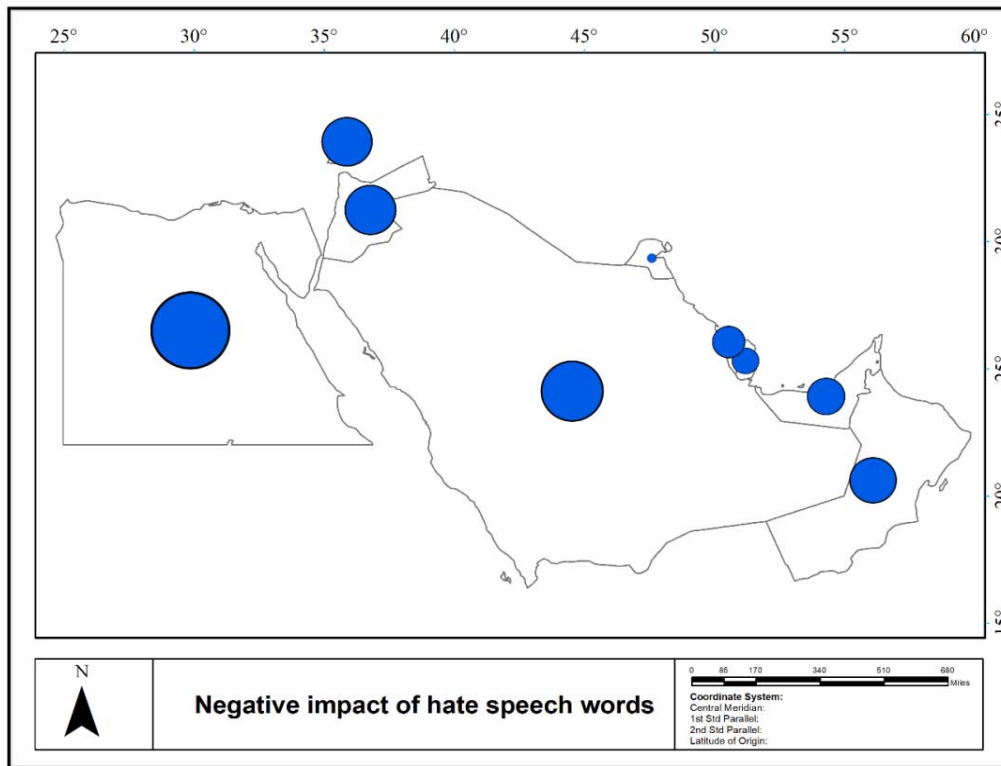 25° 30° 35° 40° 45° 50° 55° 60°
25°
30°
25°
20°
15°
N
Negative impact of hate speech words
0 85 170 340 510 680
Miles
Coordinate System:
Central Meridian:
1st Std Parallel:
2nd Std Parallel:
Latitude of Origin: